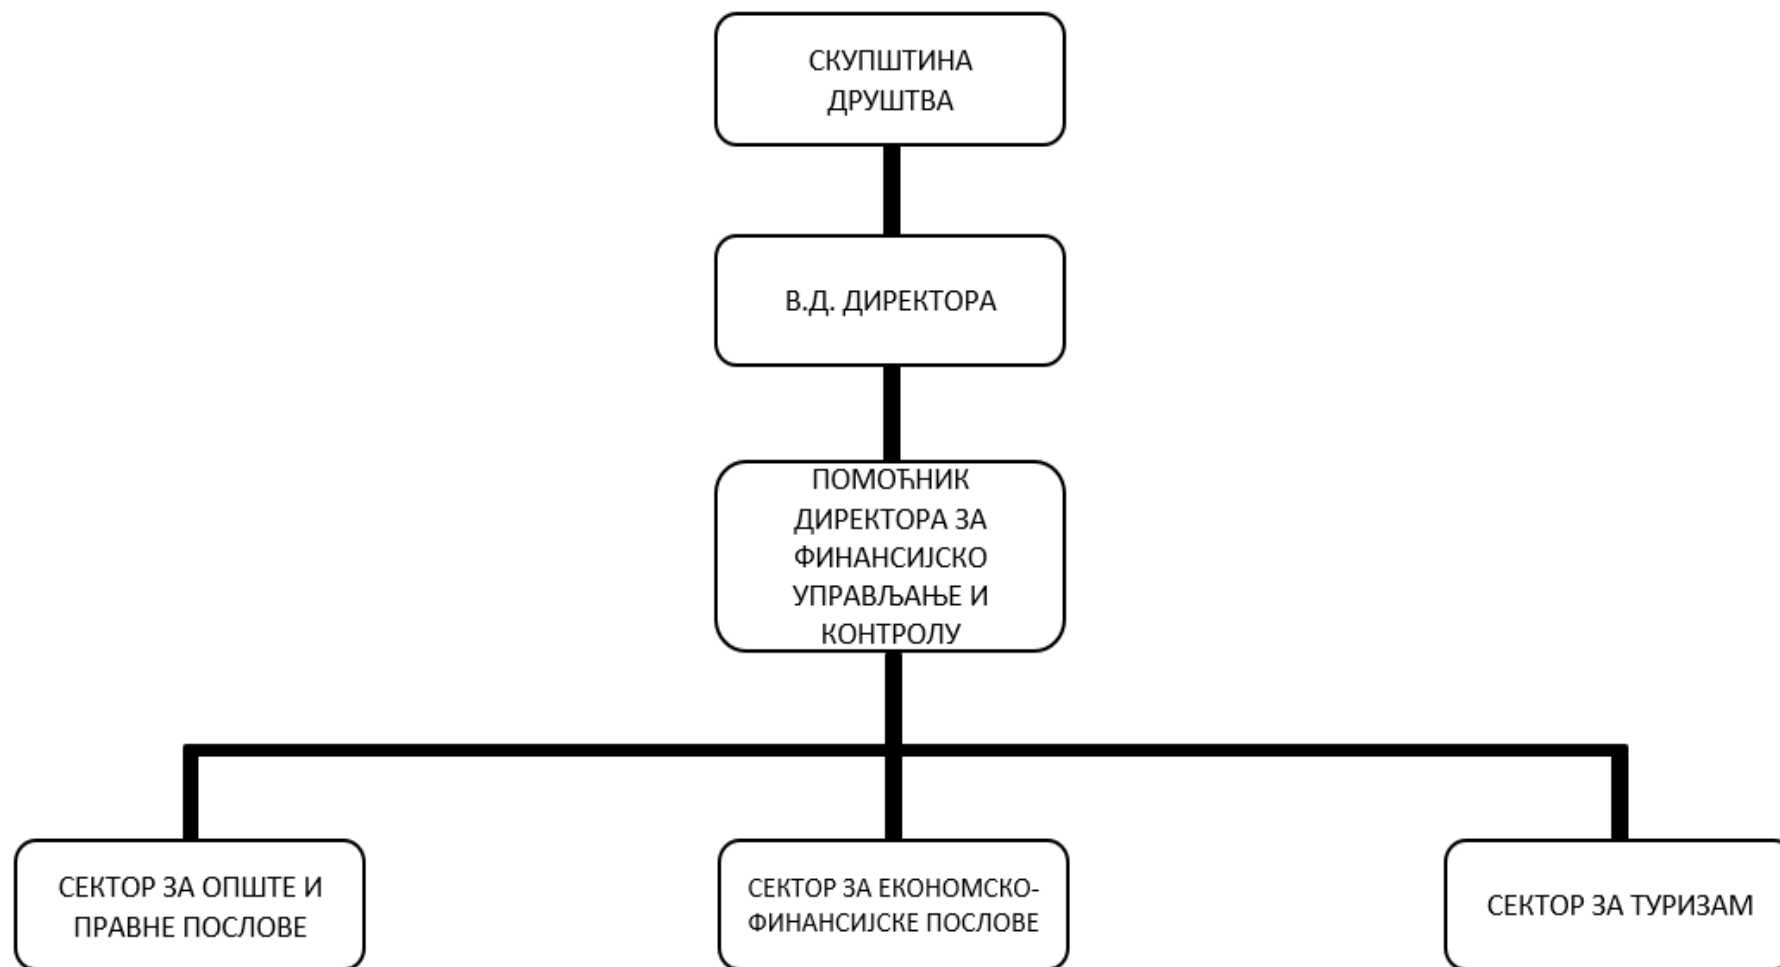 СКУПШТИНА
ДРУШТВА
В.Д. ДИРЕКТОРА
ПОМОЋНИК
ДИРЕКТОРА ЗА
ФИНАНСИЈСКО
УПРАВЉАЊЕ И
КОНТРОЛУ
СЕКТОР ЗА ОПШТЕ И
ПРАВНЕ ПОСЛОВЕ
СЕКТОР ЗА ЕКОНОМСКО-
ФИНАНСИЈСКЕ ПОСЛОВЕ
СЕКТОР ЗА ТУРИЗАМ